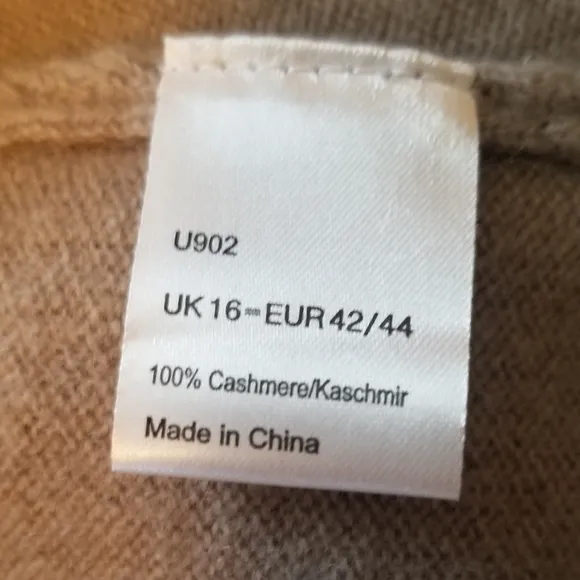 U902
UK 16=EUR 42/44
100% Cashmere/Kaschmir
Made in China